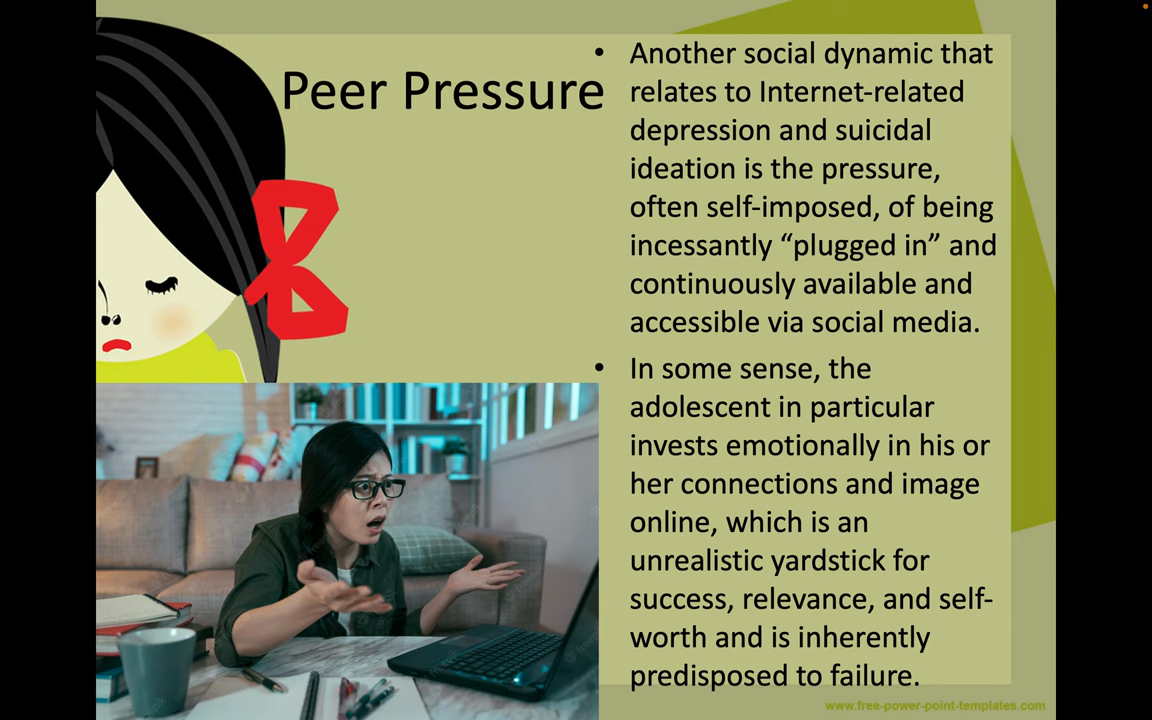 Peer Pressure
• Another social dynamic that
relates to Internet-related
depression and suicidal
ideation is the pressure,
often self-imposed, of being
incessantly “plugged in” and
continuously available and
accessible via social media.
• In some sense, the
adolescent in particular
invests emotionally in his or
her connections and image
online, which is an
unrealistic yardstick for
success, relevance, and self-
worth and is inherently
predisposed to failure.
www.free-power-point-templates.com